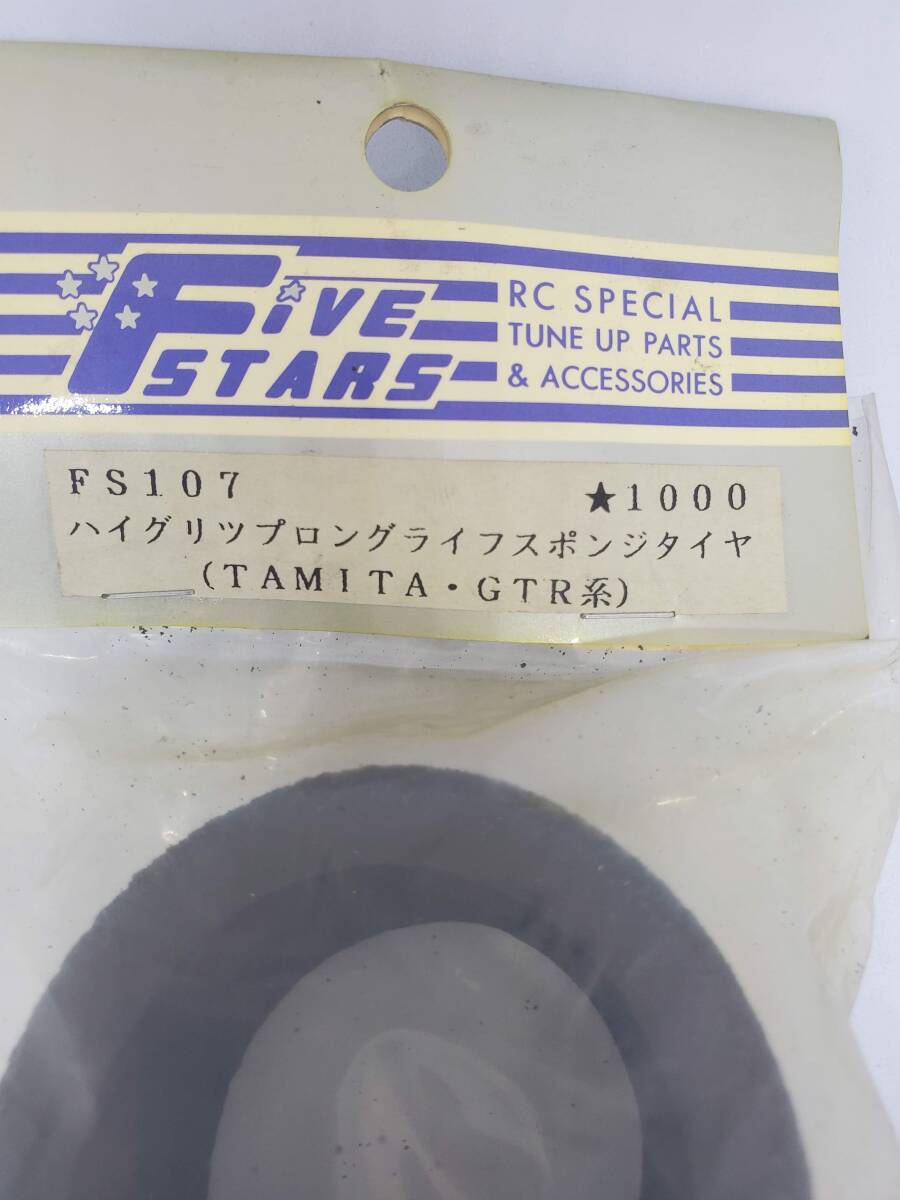 FiVE
STARS
RC SPECIAL
TUNE UP PARTS
& ACCESSORIES
FS107 ★1000
ハイグリツプロングライフスポンジタイヤ
(TAMITA・GTR系)